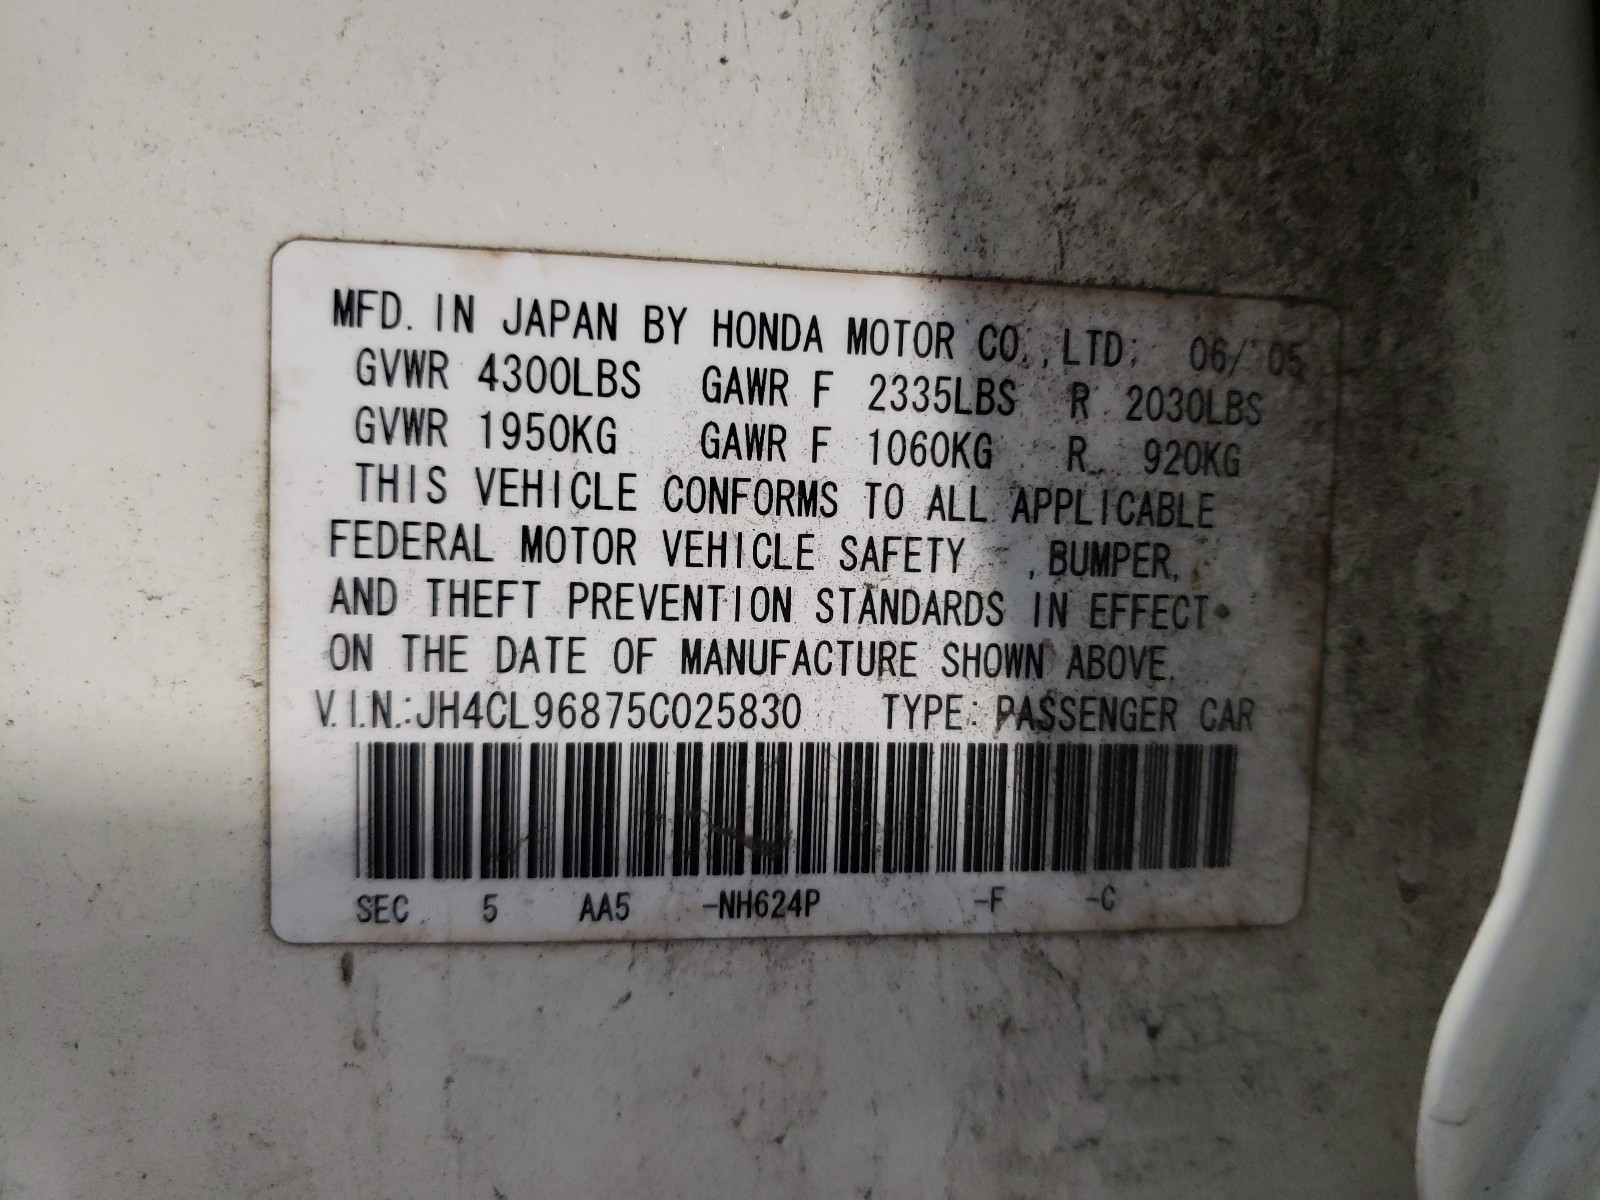 MFD. IN JAPAN BY HONDA MOTOR CO.,LTD. 06/ 05
GVWR 4300LBS GAWR F 2335LBS R 2030LBS
GVWR 1950KG GAWR F 1060KG R 920KG
THIS VEHICLE CONFORMS TO ALL APPLICABLE
FEDERAL MOTOR VEHICLE SAFETY ,BUMPER,
AND THEFT PREVENTION STANDARDS IN EFFECT
ON THE DATE OF MANUFACTURE SHOWN ABOVE.
V.I.N.:JH4CL96875C025830 TYPE: PASSENGER CAR
SEC 5 AA5 -NH624P -F -C